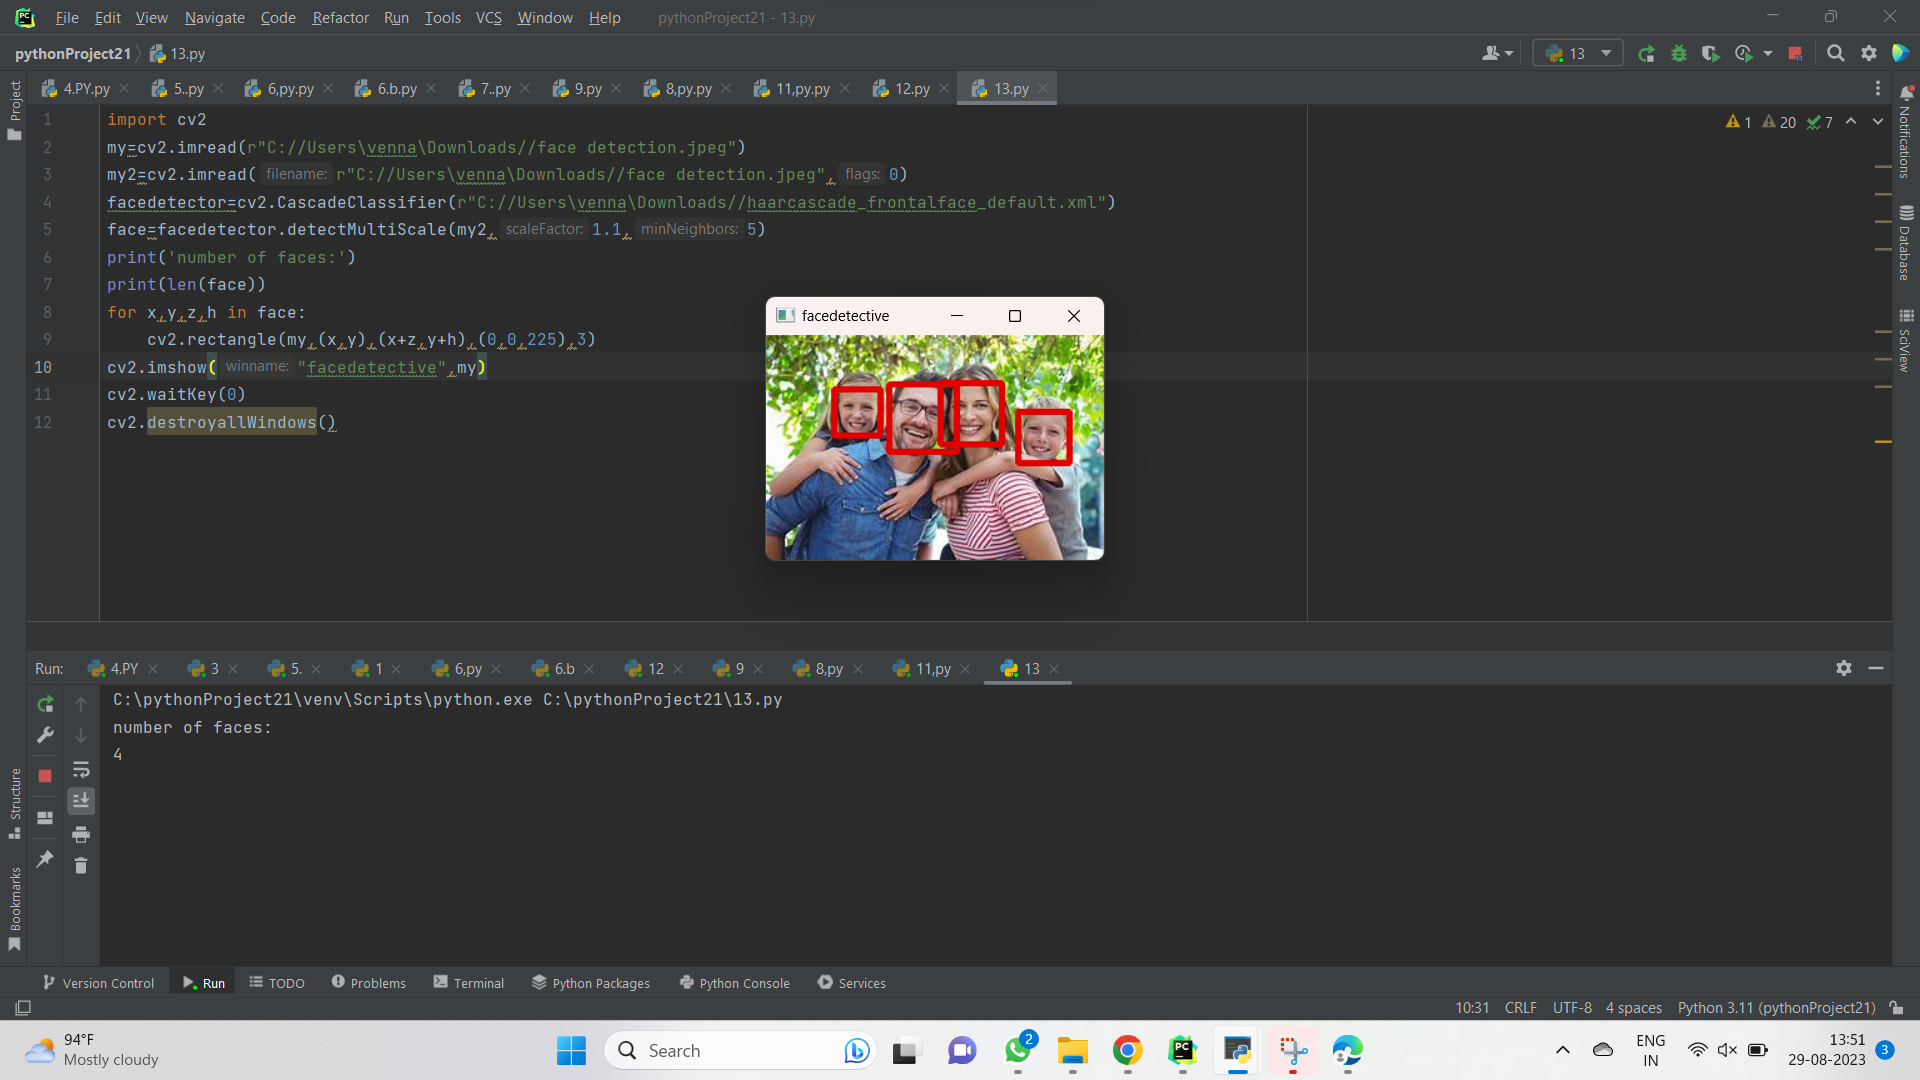 File Edit View Navigate Code Refactor Run Tools VCS Window Help pythonProject21 - 13.py
pythonProject21 13.py 13
4.PY.py 5..py 6,py.py 6.b.py 7..py 9.py 8,py.py 11,py.py 12.py 13.py
Project
Notifications
Database
SciView
1 20 7
1 import cv2
2 my=cv2.imread(r"C://Users\venna\Downloads//face detection.jpeg")
3 my2=cv2.imread( filename: r"C://Users\venna\Downloads//face detection.jpeg", flags: 0)
4 facedetector=cv2.CascadeClassifier(r"C://Users\venna\Downloads//haarcascade_frontalface_default.xml")
5 face=facedetector.detectMultiScale(my2, scaleFactor: 1.1, minNeighbors: 5)
6 print('number of faces:')
7 print(len(face))
8 for x,y,z,h in face:
9 cv2.rectangle(my,(x,y),(x+z,y+h),(0,0,225),3)
10 cv2.imshow( winname: "facedetective",my)
11 cv2.waitKey(0)
12 cv2.destroyallWindows()
facedetective
Run: 4.PY 3 5. 1 6,py 6.b 12 9 8,py 11,py 13
C:\pythonProject21\venv\Scripts\python.exe C:\pythonProject21\13.py
number of faces:
4
Structure
Bookmarks
Version Control Run TODO Problems Terminal Python Packages Python Console Services
10:31 CRLF UTF-8 4 spaces Python 3.11 (pythonProject21)
94°F
Mostly cloudy
Search
2
PC
ENG
IN
13:51
29-08-2023
3